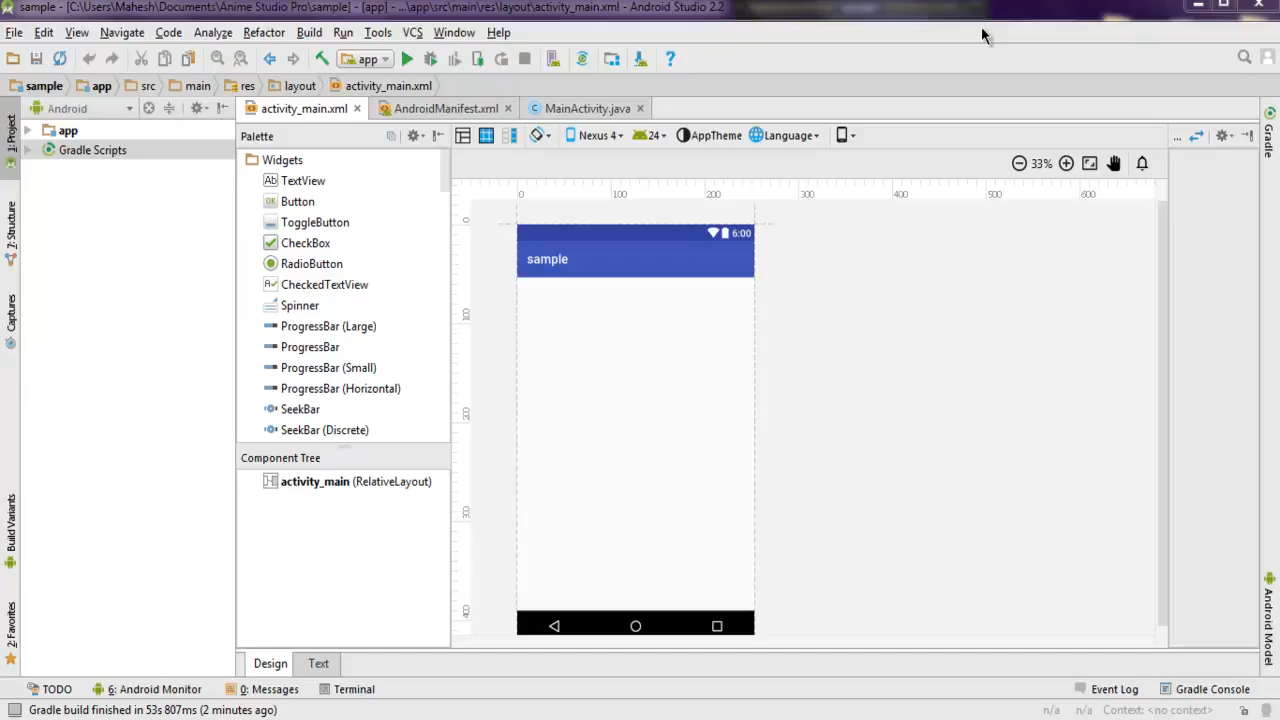 sample - [C:\Users\Mahesh\Documents\Anime Studio Pro\sample] - [app] - ...\app\src\main\res\layout\activity_main.xml - Android Studio 2.2
File Edit View Navigate Code Analyze Refactor Build Run Tools VCS Window Help
app
sample app src main res layout activity_main.xml
Android
activity_main.xml AndroidManifest.xml MainActivity.java
1: Project
7: Structure
Captures
Build Variants
2: Favorites
app
Gradle Scripts
Palette
Widgets
TextView
Button
ToggleButton
CheckBox
RadioButton
CheckedTextView
Spinner
ProgressBar (Large)
ProgressBar
ProgressBar (Small)
ProgressBar (Horizontal)
SeekBar
SeekBar (Discrete)
Component Tree
activity_main (RelativeLayout)
Nexus 4 24 AppTheme Language
33%
0 100 200 300 400 500 600
0
100
200
300
400
6:00
sample
Gradle
Android Model
Design Text
TODO 6: Android Monitor 0: Messages Terminal Event Log Gradle Console
Gradle build finished in 53s 807ms (2 minutes ago) n/a n/a Context: <no context>